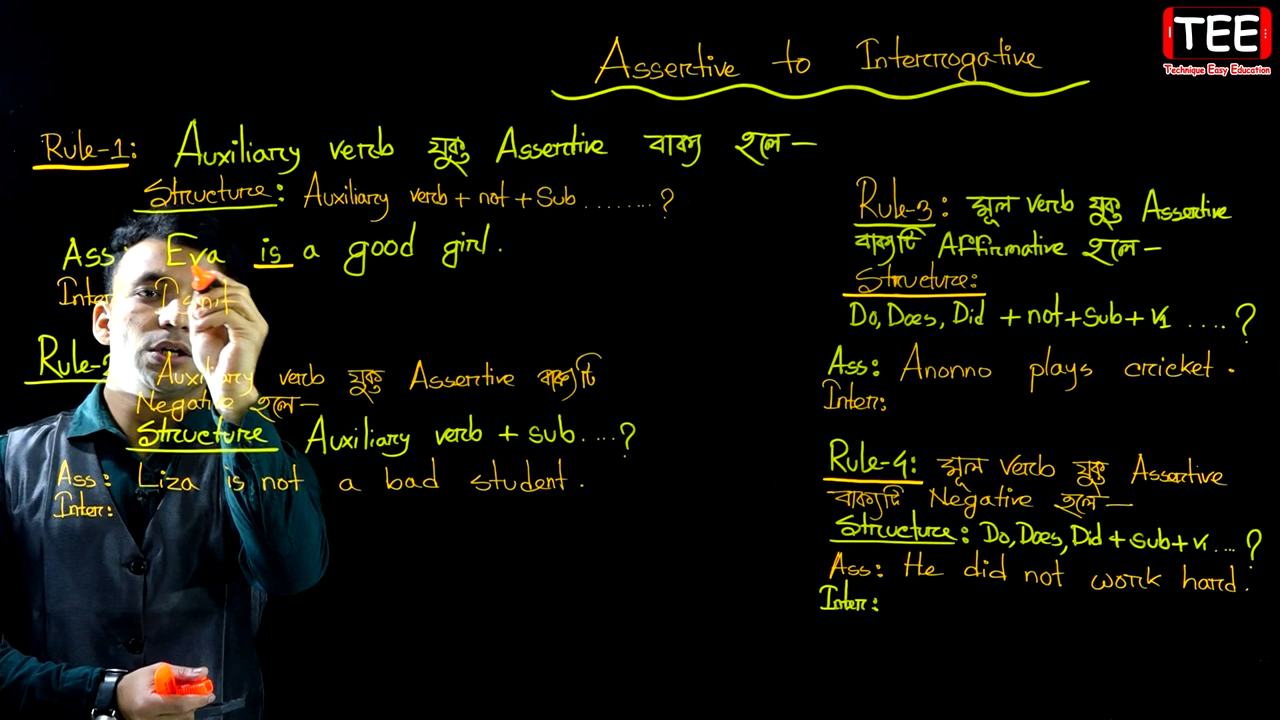 TEE
Technique Easy Education
Assertive to Interrogative
Rule-1: Auxiliary verb যুক্ত Assertive বাক্য হলে—
Structure: Auxiliary verb + not + Sub ........?
Ass: Eva is a good girl.
Inter:
Rule-2
Auxiliary verb যুক্ত Assertive বাক্যটি
Negative হলে—
Structure Auxiliary verb + sub....?
Ass: Liza is not a bad student.
Inter:
Rule-3: মূল verb যুক্ত Assertive
বাক্যটি Affirmative হলে—
Structure:
Do, Does, Did + not + Sub + V1 ....?
Ass: Anonno plays cricket.
Inter:
Rule-4: মূল verb যুক্ত Assertive
বাক্যটি Negative হলে—
Structure: Do, Does, Did + sub + V1 ....?
Ass: He did not work hard.
Inter: